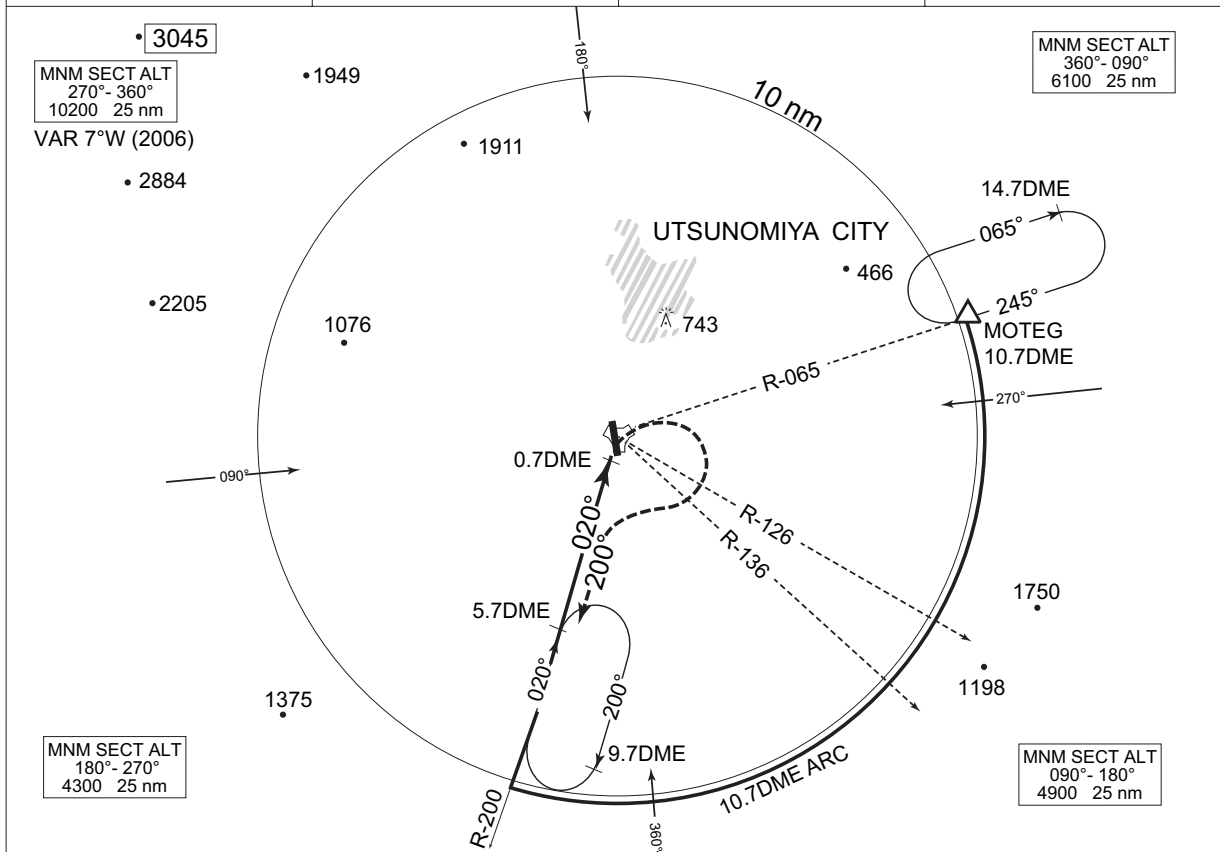 3045
MNM SECT ALT
270°- 360°
10200 25 nm
VAR 7°W (2006)
1949
180°
MNM SECT ALT
360°- 090°
6100 25 nm
10 nm
1911
2884
14.7DME
UTSUNOMIYA CITY
065°
466
2205
245°
1076
743
MOTEG
10.7DME
R-065
270°
0.7DME
090°
020°
200°
R-126
R-136
5.7DME
1750
020°
200°
1198
1375
9.7DME
MNM SECT ALT
180°- 270°
4300 25 nm
MNM SECT ALT
090°- 180°
4900 25 nm
10.7DME ARC
R-200
360°